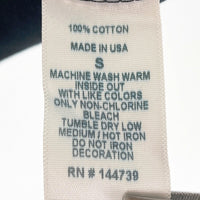 100% COTTON
MADE IN USA
S
MACHINE WASH WARM
INSIDE OUT
WITH LIKE COLORS
ONLY NON-CHLORINE
BLEACH
TUMBLE DRY LOW
MEDIUM / HOT IRON
DO NOT IRON
DECORATION
RN # 144739